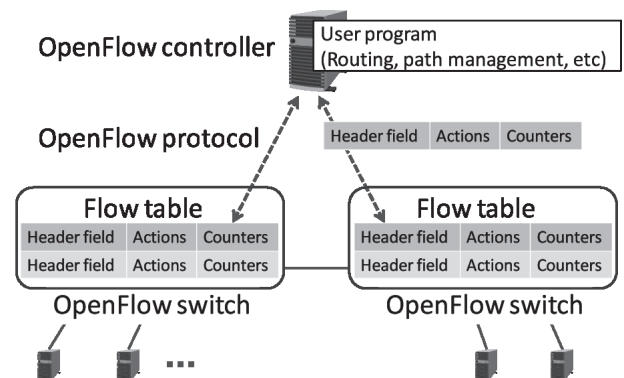 OpenFlow controller
User program
(Routing, path management, etc)
OpenFlow protocol
Header field Actions Counters
Flow table
Header field Actions Counters
Header field Actions Counters
OpenFlow switch
Flow table
Header field Actions Counters
Header field Actions Counters
OpenFlow switch